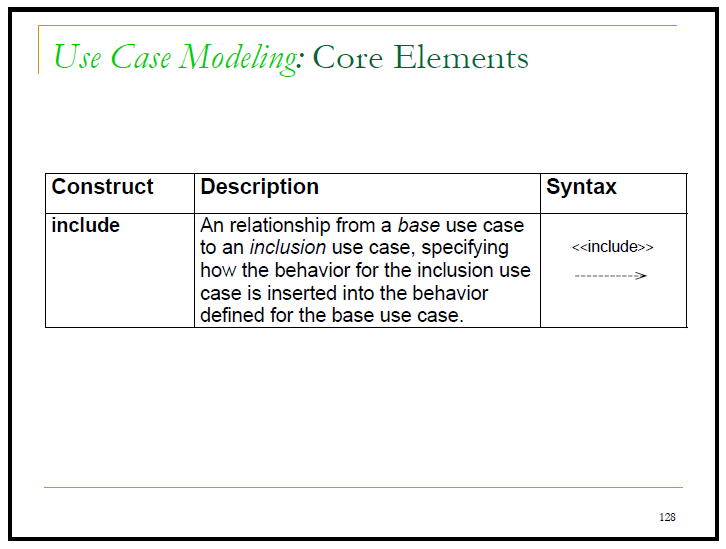 Use Case Modeling: Core Elements
Construct Description Syntax
include
An relationship from a base use case
to an inclusion use case, specifying
how the behavior for the inclusion use
case is inserted into the behavior
defined for the base use case.
<<include>>
128